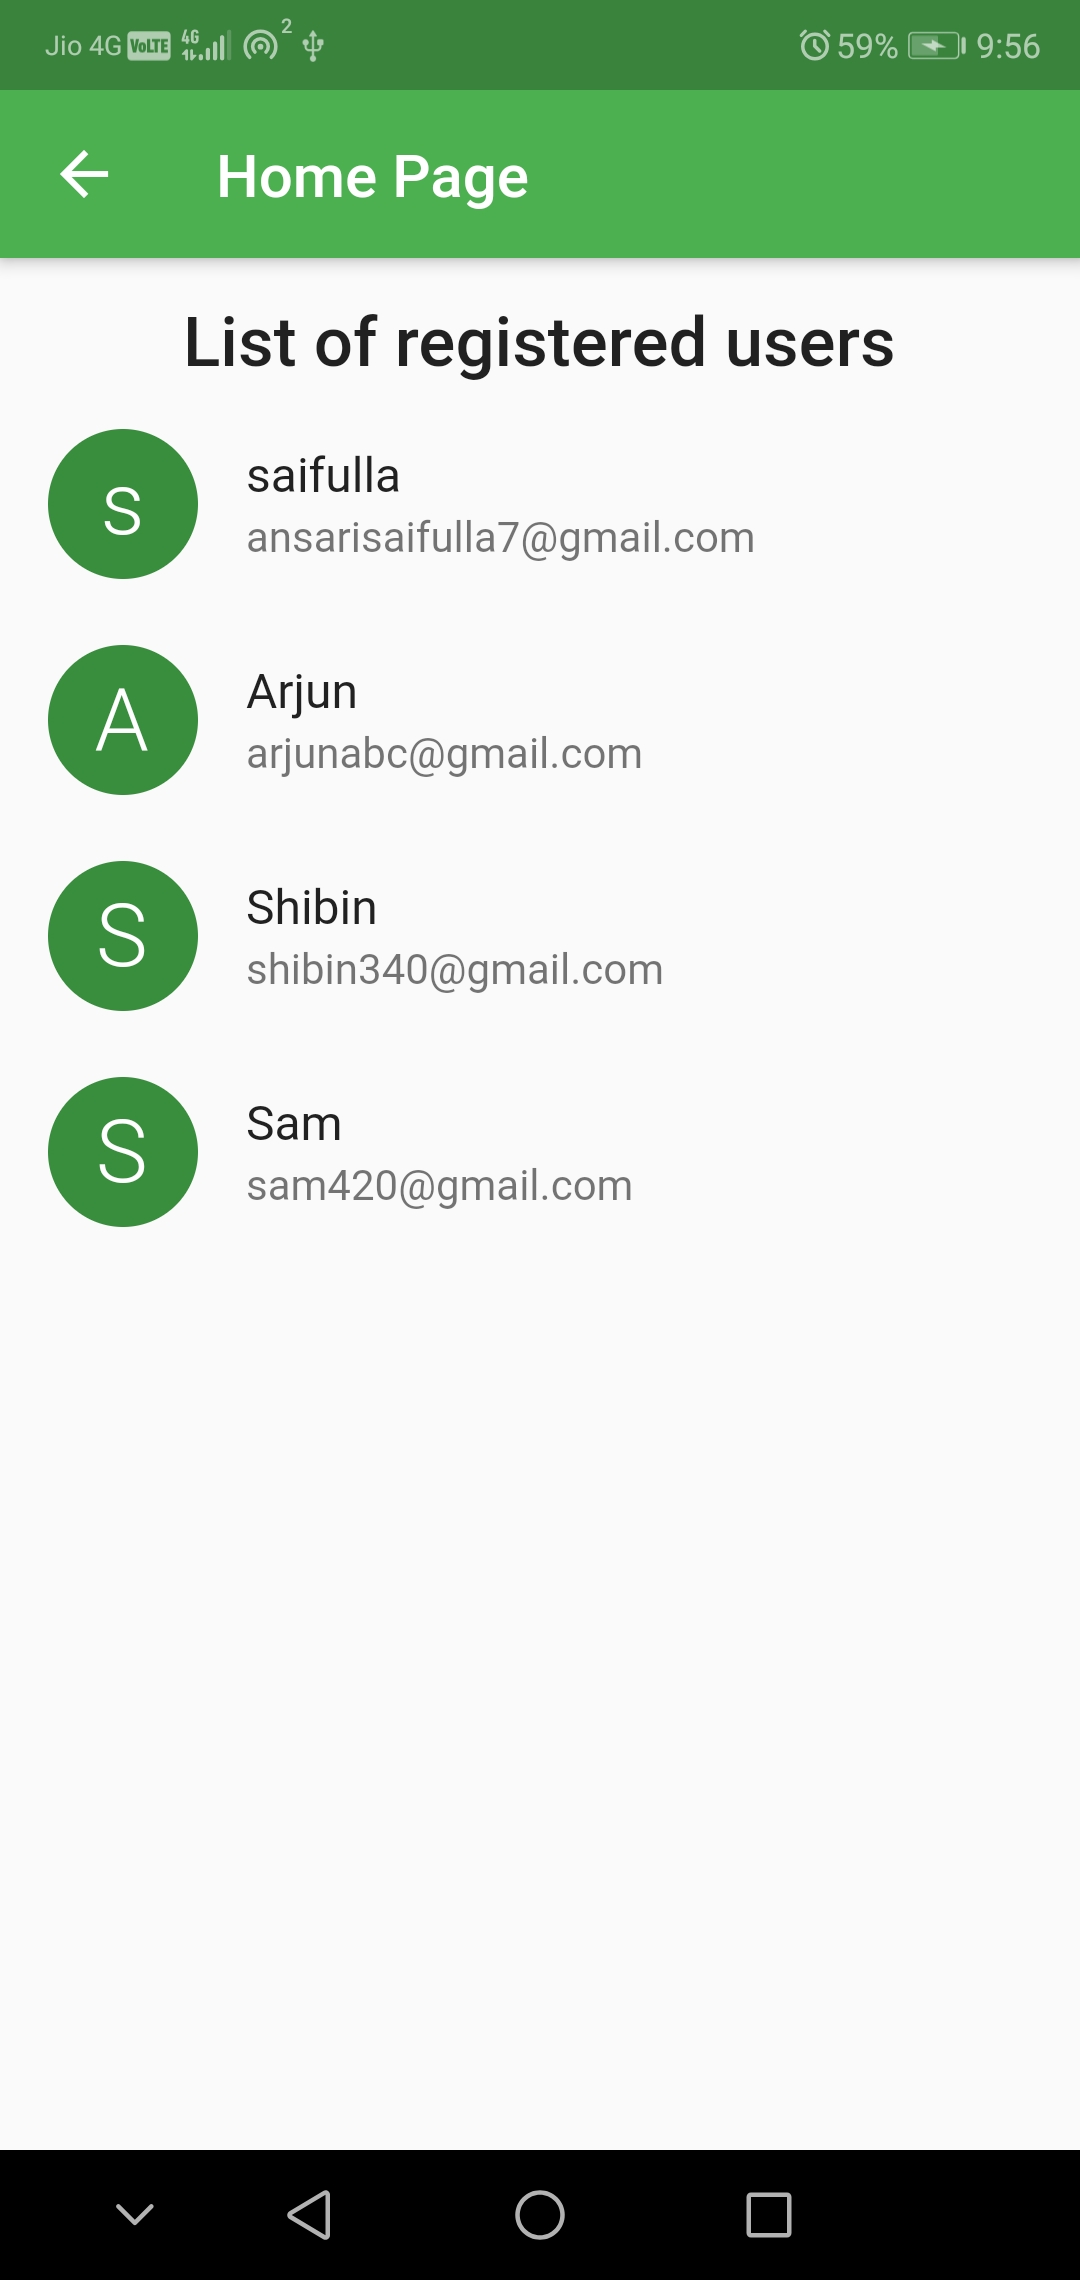 Jio 4G VoLTE 4G 2 59% 9:56
Home Page
List of registered users
s
saifulla
ansarisaifulla7@gmail.com
A
Arjun
arjunabc@gmail.com
S
Shibin
shibin340@gmail.com
S
Sam
sam420@gmail.com